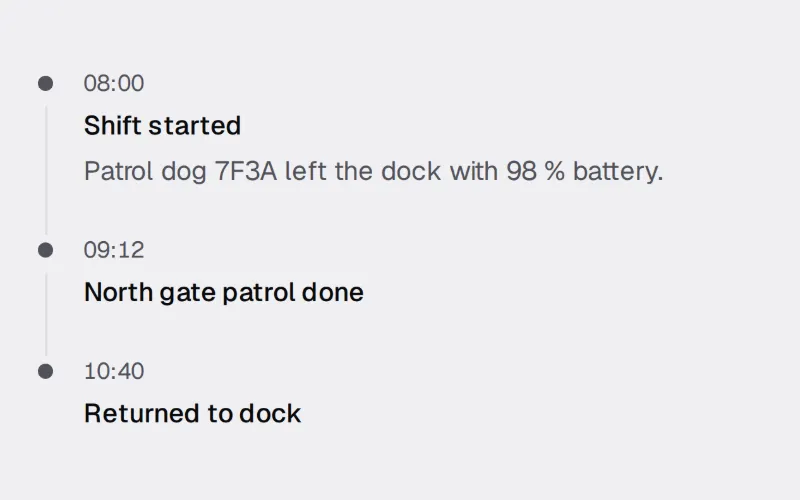 08:00
Shift started
Patrol dog 7F3A left the dock with 98 % battery.
09:12
North gate patrol done
10:40
Returned to dock